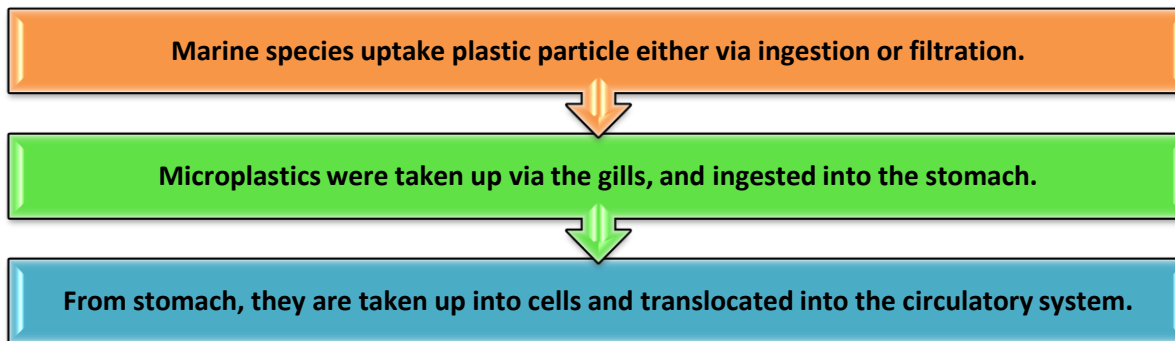 Marine species uptake plastic particle either via ingestion or filtration.
Microplastics were taken up via the gills, and ingested into the stomach.
From stomach, they are taken up into cells and translocated into the circulatory system.